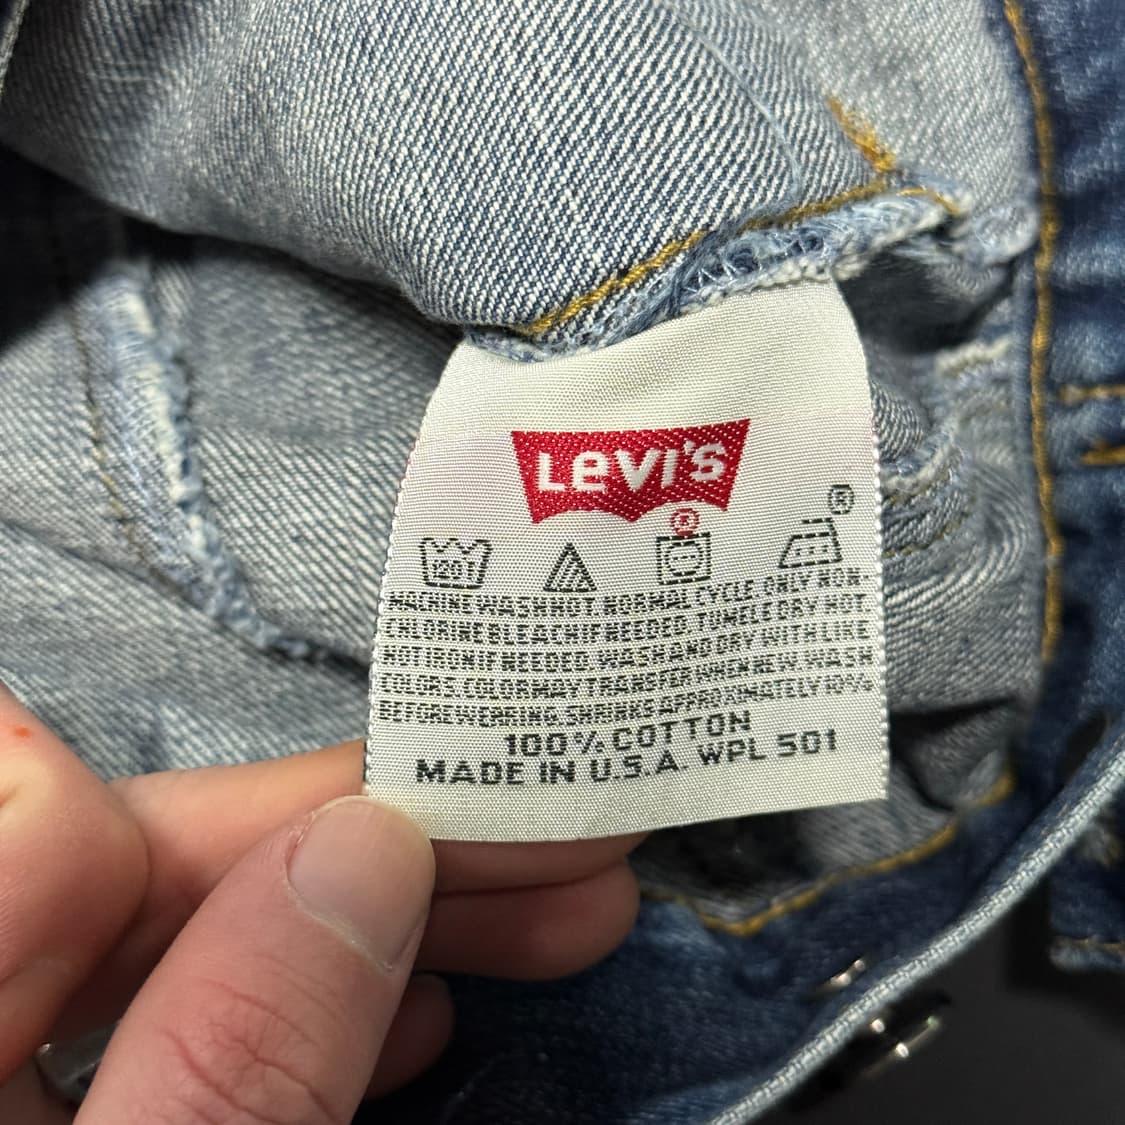 LEVI'S
®
®
120F
MACHINE WASH HOT. NORMAL CYCLE. ONLY NON-
CHLORINE BLEACH IF NEEDED. TUMBLE DRY HOT.
HOT IRON IF NEEDED. WASH AND DRY WITH LIKE
COLORS. COLOR MAY TRANSFER WHEN NEW. WASH
BEFORE WEARING. SHRINKS APPROXIMATELY 10%
100% COTTON
MADE IN U.S.A. WPL 501